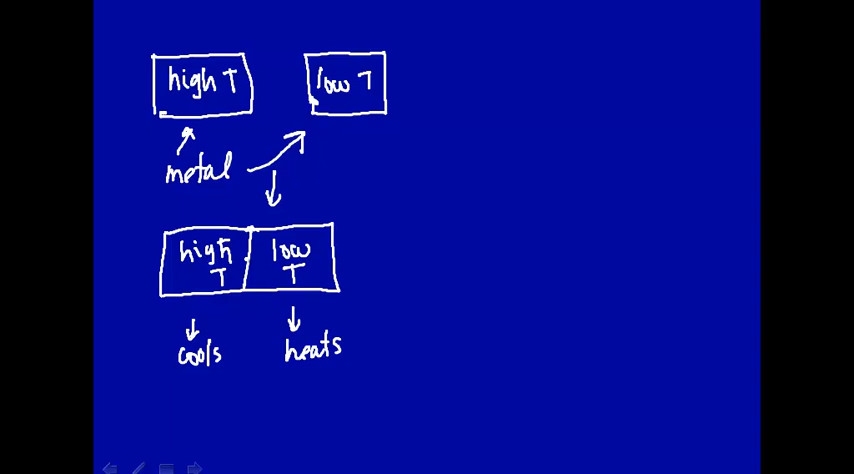 high T low T
metal
high low
T T
cools heats